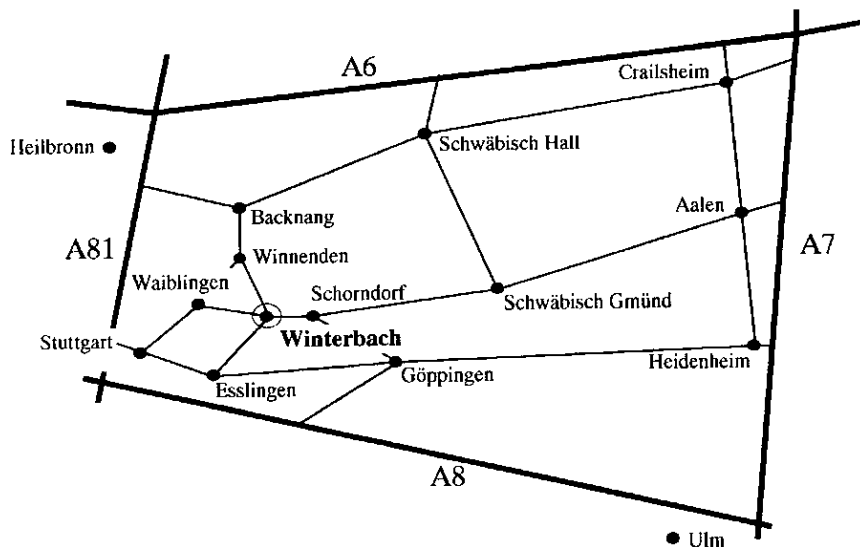 A6
Crailsheim
Heilbronn
Schwäbisch Hall
Aalen
Backnang
A81
Winnenden
A7
Waiblingen
Schorndorf
Schwäbisch Gmünd
Stuttgart
Winterbach
Heidenheim
Göppingen
Esslingen
A8
Ulm